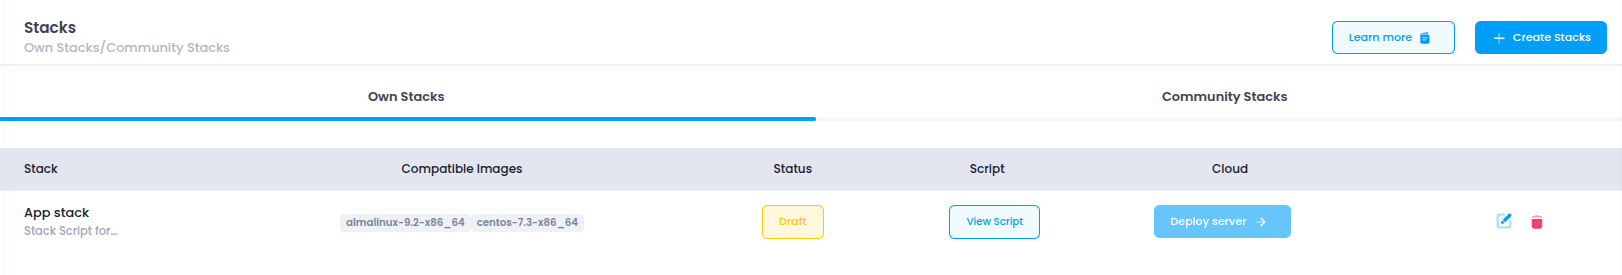 Stacks
Own Stacks/Community Stacks
Learn more
Create Stacks
Own Stacks
Community Stacks
Stack
Compatible Images
Status
Script
Cloud
App stack
Stack Script for...
almalinux-9.2-x86_64
centos-7.3-x86_64
Draft
View Script
Deploy server